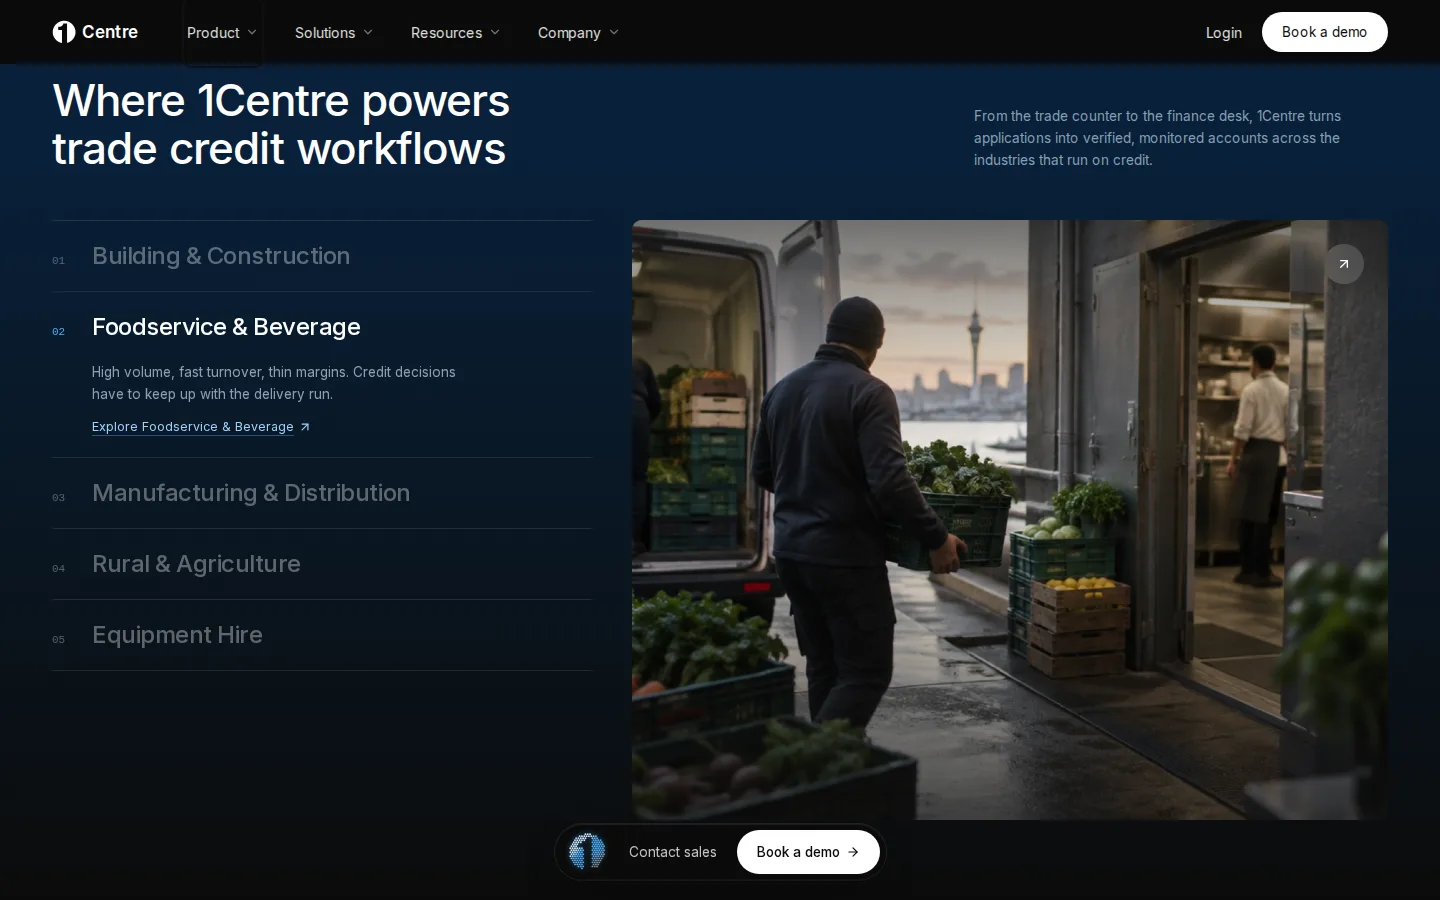 1 Centre
Product
Solutions
Resources
Company
Login
Book a demo
Where 1Centre powers
trade credit workflows
From the trade counter to the finance desk, 1Centre turns
applications into verified, monitored accounts across the
industries that run on credit.
01 Building & Construction
02 Foodservice & Beverage
High volume, fast turnover, thin margins. Credit decisions
have to keep up with the delivery run.
Explore Foodservice & Beverage
03 Manufacturing & Distribution
04 Rural & Agriculture
05 Equipment Hire
1
Contact sales
Book a demo